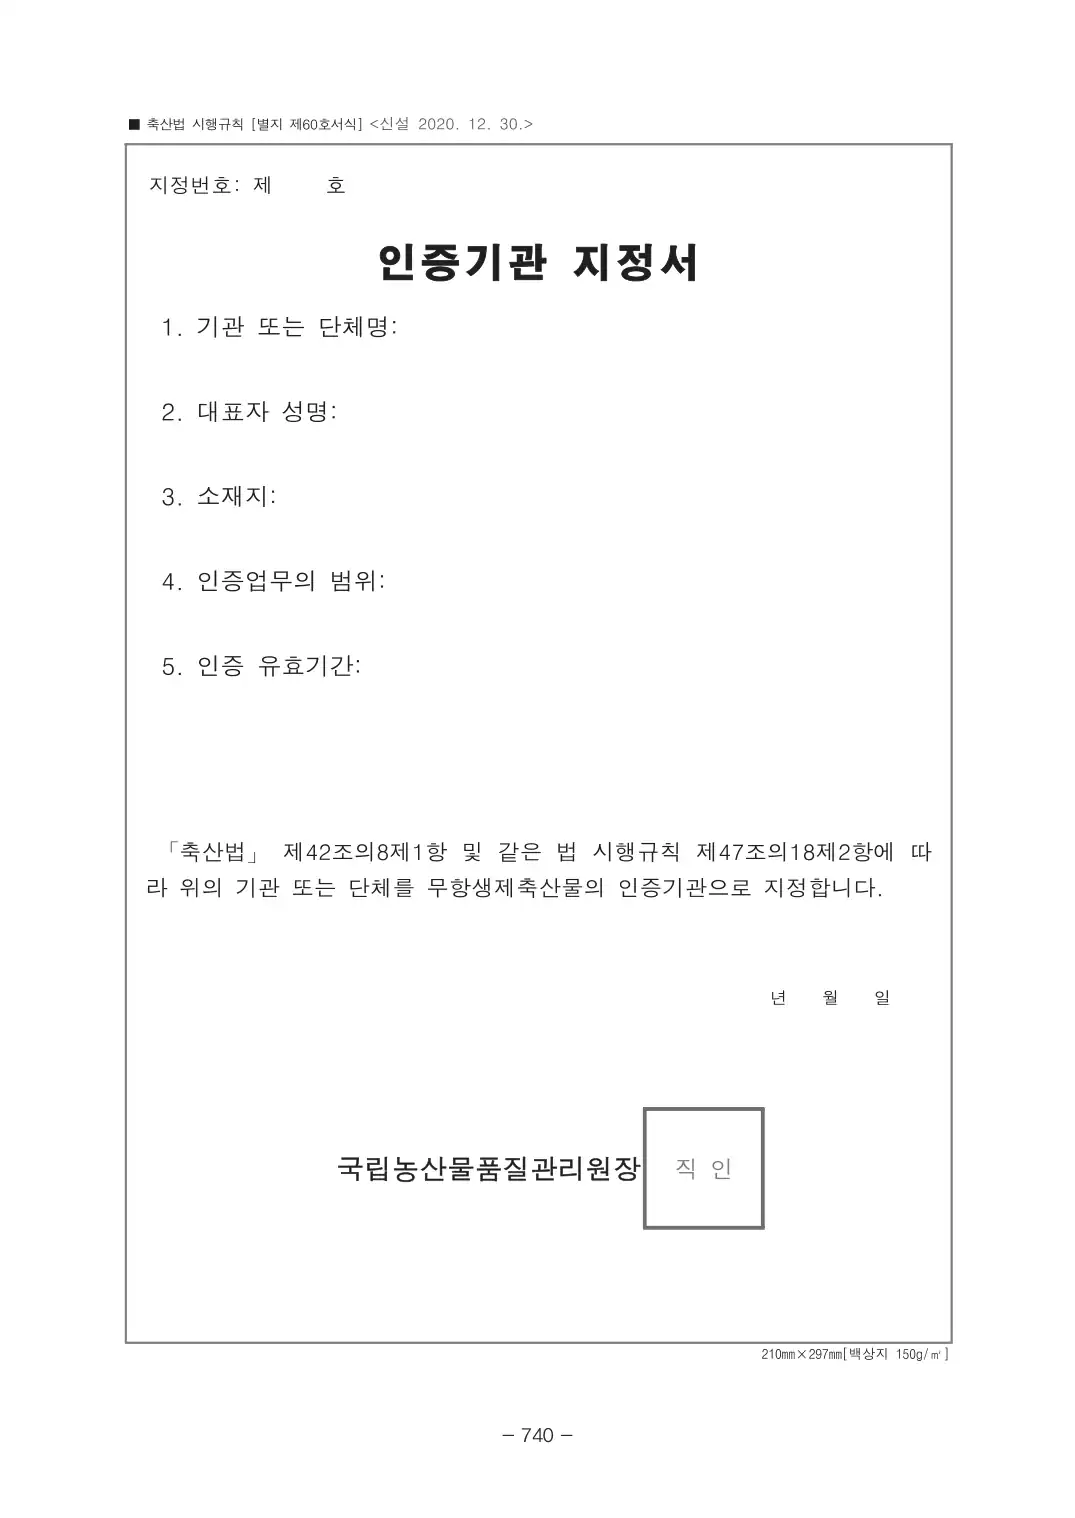 ■ 축산법 시행규칙 [별지 제60호서식] <신설 2020. 12. 30.>
지정번호: 제 호
인증기관 지정서
1. 기관 또는 단체명:
2. 대표자 성명:
3. 소재지:
4. 인증업무의 범위:
5. 인증 유효기간:
「축산법」 제42조의8제1항 및 같은 법 시행규칙 제47조의18제2항에 따
라 위의 기관 또는 단체를 무항생제축산물의 인증기관으로 지정합니다.
년 월 일
국립농산물품질관리원장 직 인
210㎜×297㎜[백상지 150g/㎡]
- 740 -